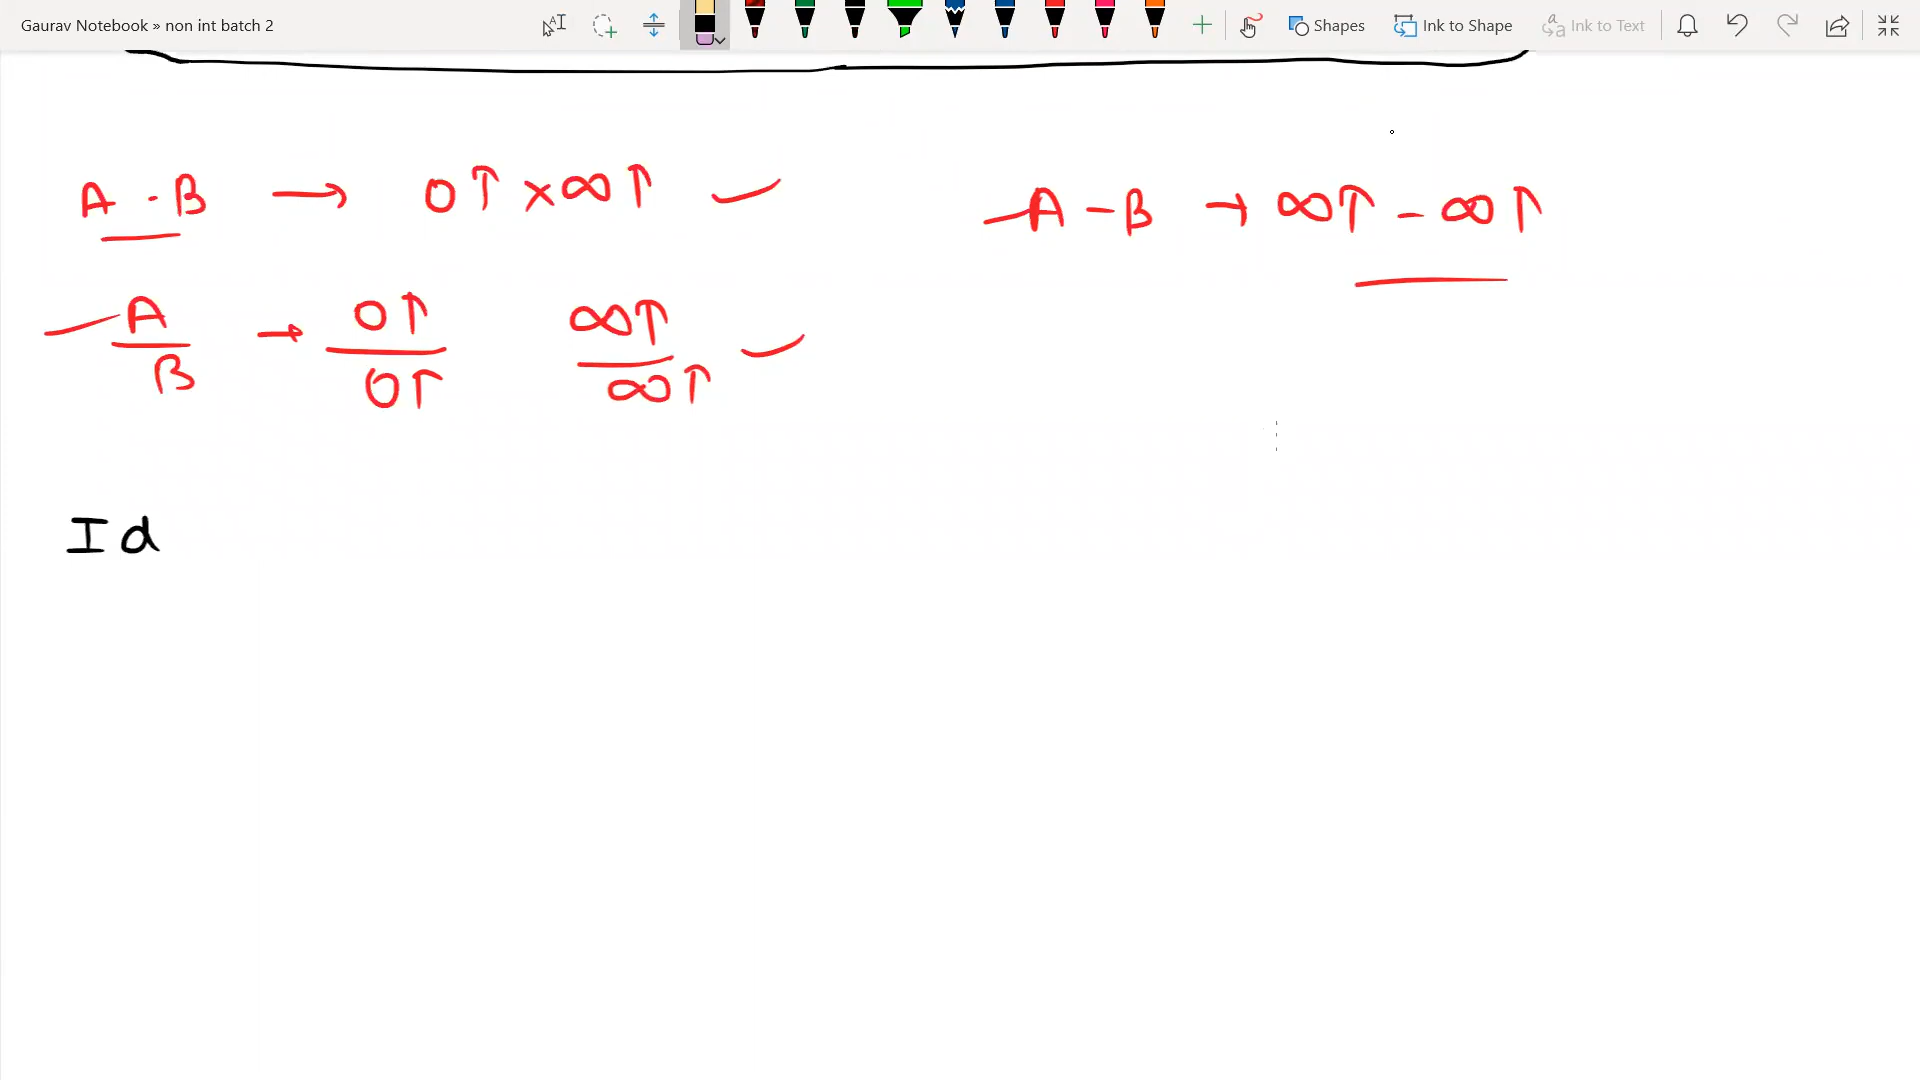 Gaurav Notebook » non int batch 2
Shapes
Ink to Shape
Ink to Text
A · B → 0↑ × ∞↑
A - B → ∞↑ - ∞↑
A/B → 0↑/0↑ ∞↑/∞↑
Id